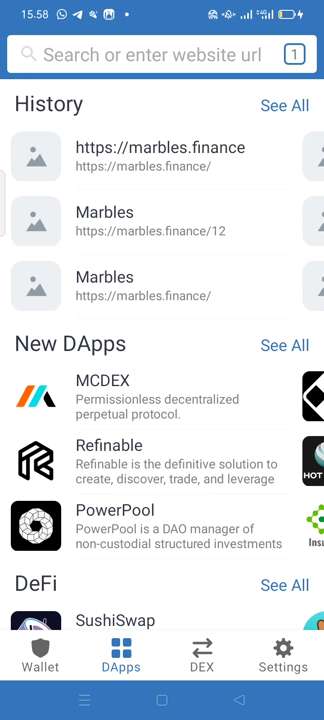 15.58
Search or enter website url
1
History
See All
https://marbles.finance
https://marbles.finance/
Marbles
https://marbles.finance/12
Marbles
https://marbles.finance/
New DApps
See All
MCDEX
Permissionless decentralized
perpetual protocol.
Refinable
Refinable is the definitive solution to
create, discover, trade, and leverage
HOT
PowerPool
PowerPool is a DAO manager of
non-custodial structured investments
Insu
DeFi
See All
SushiSwap
Wallet
DApps
DEX
Settings